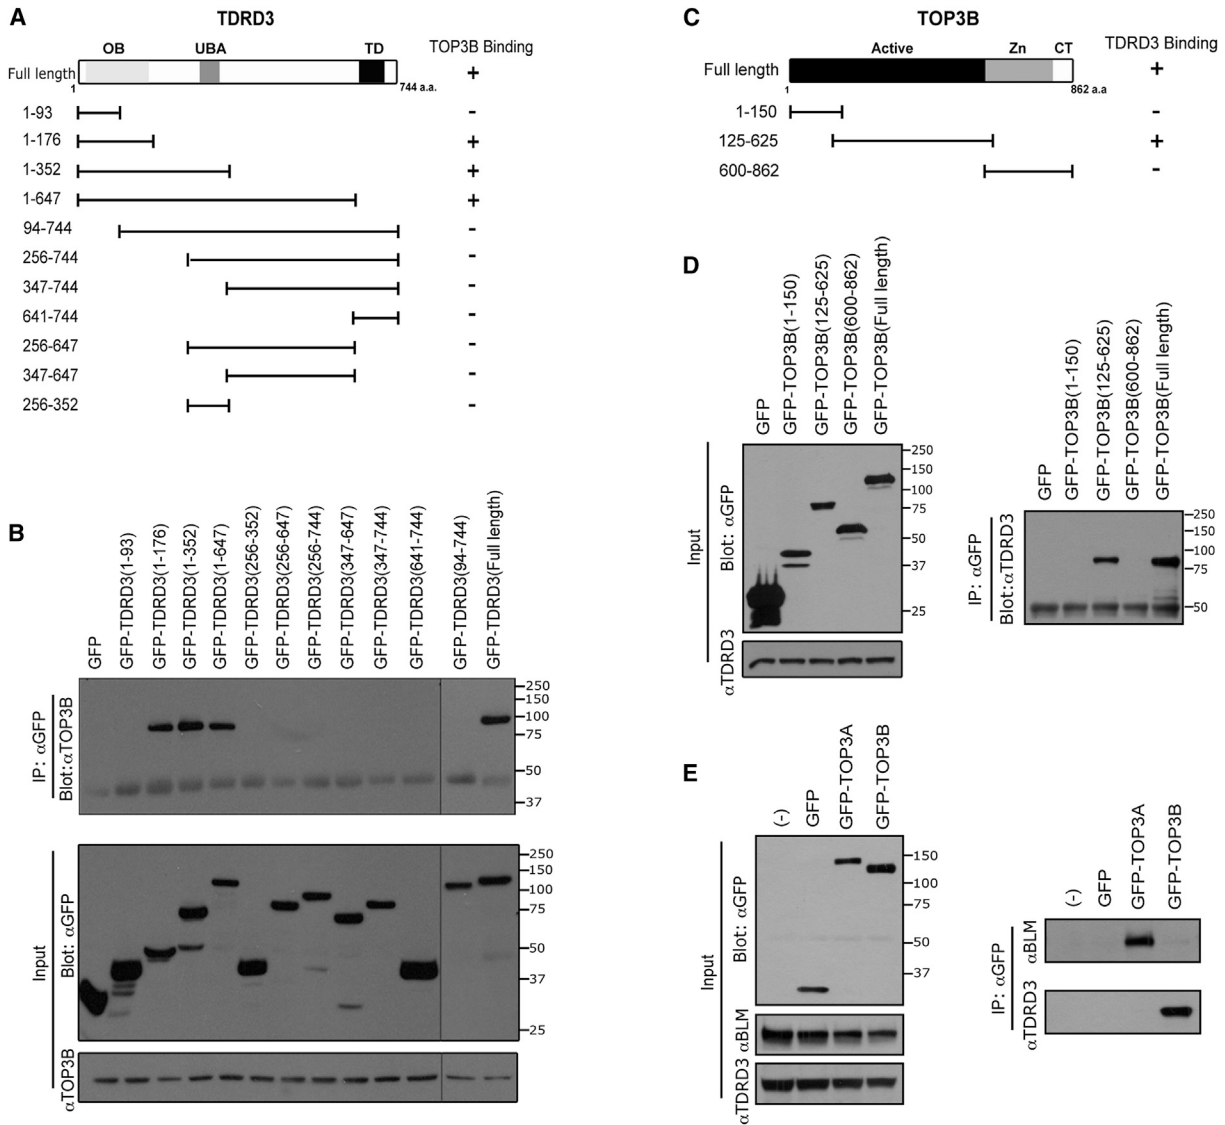 A
TDRD3
OB UBA TD TOP3B Binding
Full length +
1 744 a.a.
1-93 -
1-176 +
1-352 +
1-647 +
94-744 -
256-744 -
347-744 -
641-744 -
256-647 -
347-647 -
256-352 -
C
TOP3B
Active Zn CT TDRD3 Binding
Full length +
1 862 a.a
1-150 -
125-625 +
600-862 -
B
GFP
GFP-TDRD3(1-93)
GFP-TDRD3(1-176)
GFP-TDRD3(1-352)
GFP-TDRD3(1-647)
GFP-TDRD3(256-352)
GFP-TDRD3(256-647)
GFP-TDRD3(256-744)
GFP-TDRD3(347-647)
GFP-TDRD3(347-744)
GFP-TDRD3(641-744)
GFP-TDRD3(94-744)
GFP-TDRD3(Full length)
IP: αGFP
Blot:αTOP3B
250
150
100
75
50
37
Input
Blot: αGFP
250
150
100
75
50
37
25
αTOP3B
D
GFP
GFP-TOP3B(1-150)
GFP-TOP3B(125-625)
GFP-TOP3B(600-862)
GFP-TOP3B(Full length)
Input
Blot: αGFP
250
150
100
75
50
37
25
αTDRD3
GFP
GFP-TOP3B(1-150)
GFP-TOP3B(125-625)
GFP-TOP3B(600-862)
GFP-TOP3B(Full length)
IP: αGFP
Blot:αTDRD3
250
150
100
75
50
E
(-)
GFP
GFP-TOP3A
GFP-TOP3B
Input
Blot: αGFP
150
100
75
50
37
αBLM
αTDRD3
(-)
GFP
GFP-TOP3A
GFP-TOP3B
IP: αGFP
αBLM
αTDRD3